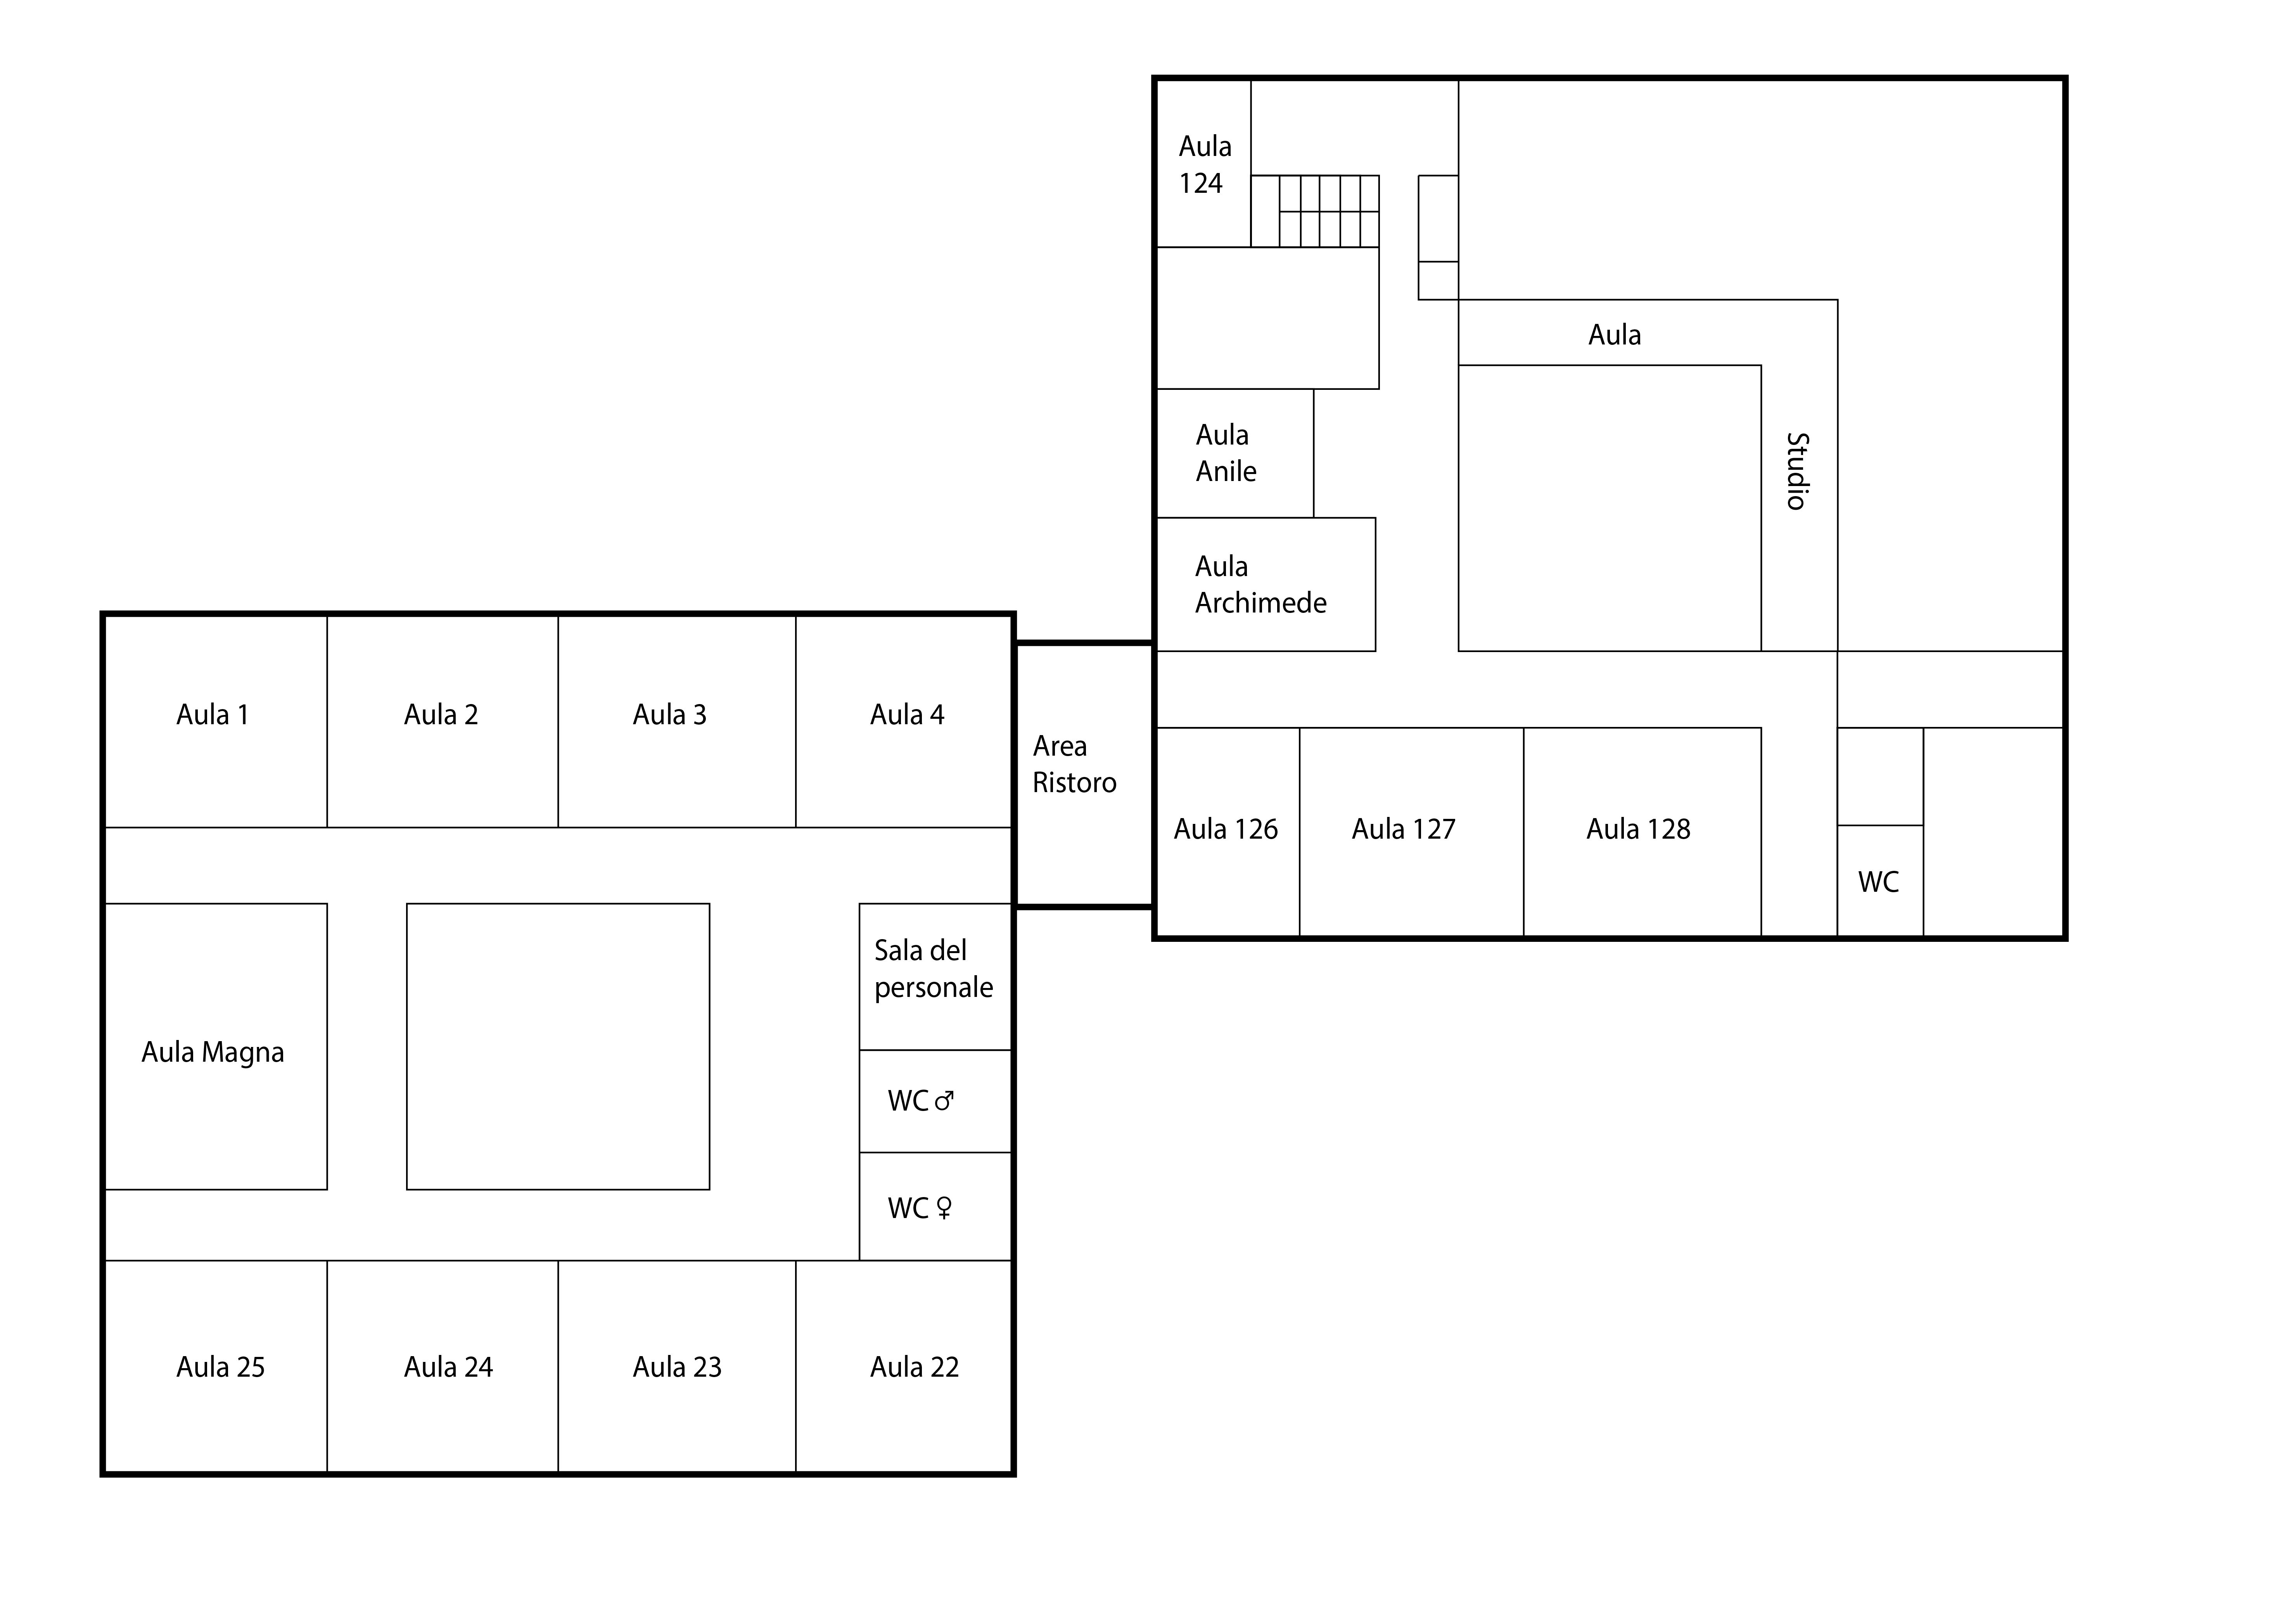 Aula
124
Aula
Studio
Aula
Anile
Aula
Archimede
Aula 1
Aula 2
Aula 3
Aula 4
Area
Ristoro
Aula 126
Aula 127
Aula 128
WC
Sala del
personale
Aula Magna
WC ♂
WC ♀
Aula 25
Aula 24
Aula 23
Aula 22